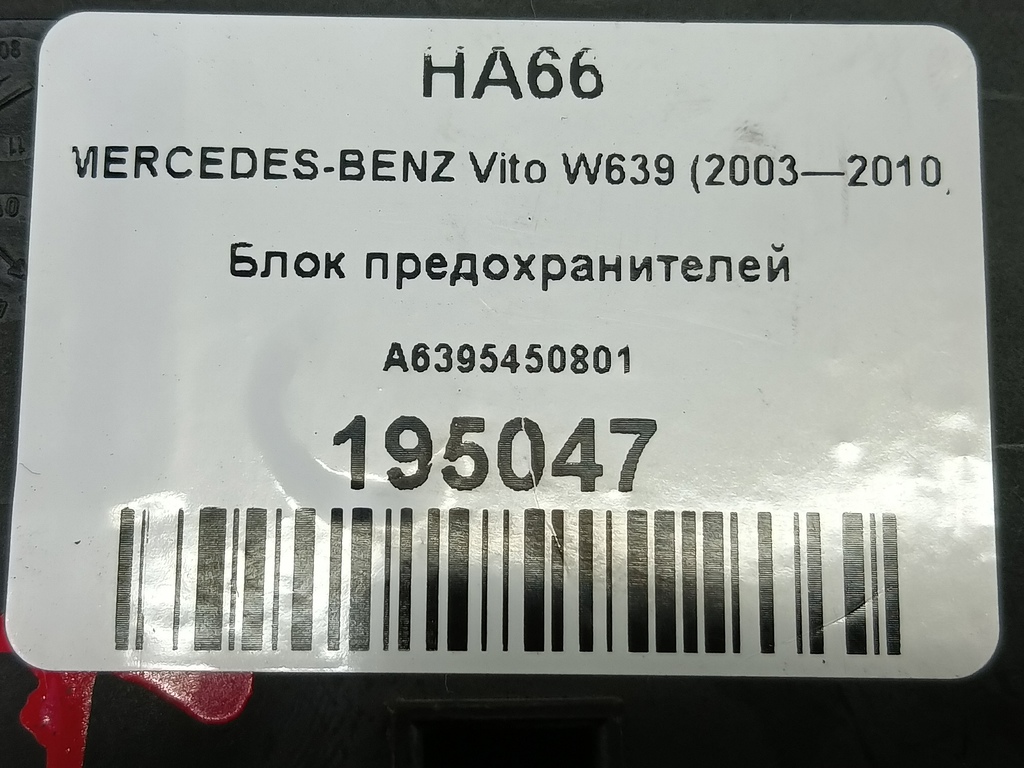 HA66
MERCEDES-BENZ Vito W639 (2003—2010
Блок предохранителей
A6395450801
195047